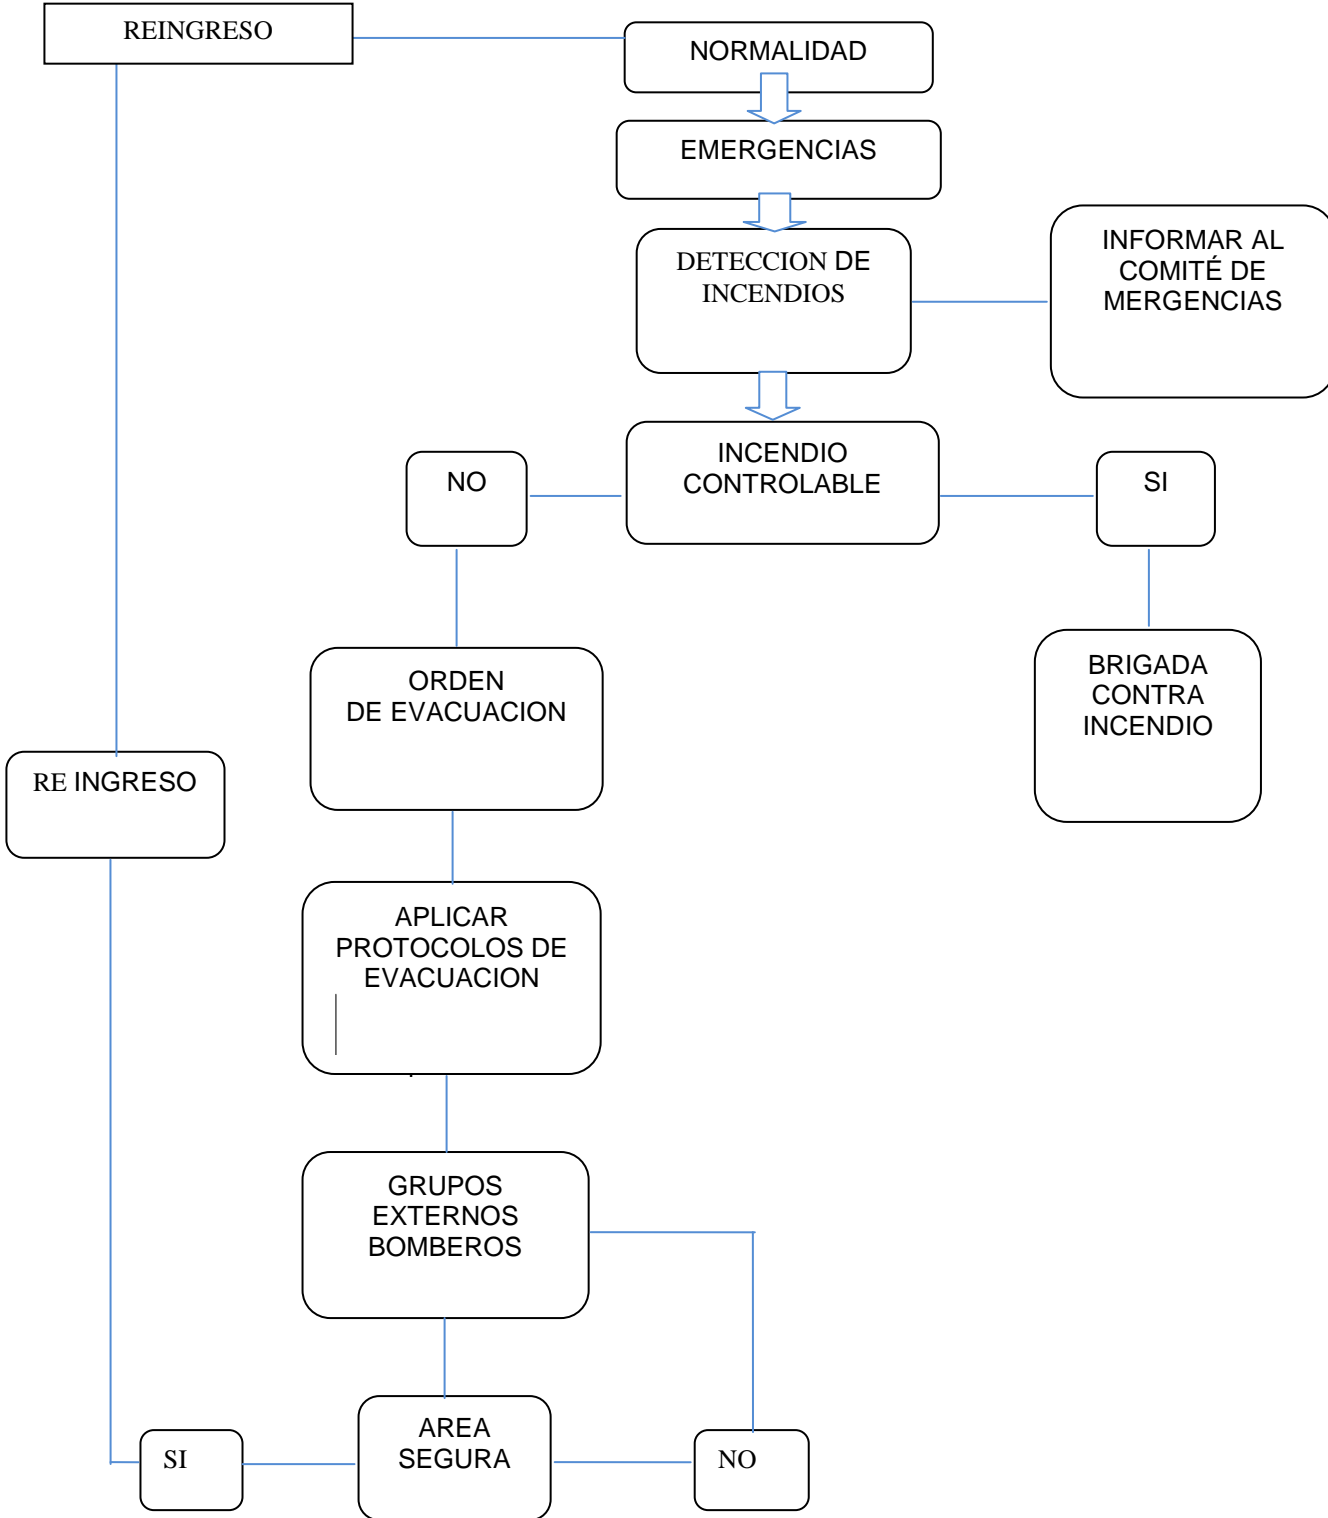 REINGRESO
NORMALIDAD
EMERGENCIAS
DETECCION DE
INCENDIOS
INFORMAR AL
COMITÉ DE
MERGENCIAS
INCENDIO
CONTROLABLE
NO
SI
ORDEN
DE EVACUACION
BRIGADA
CONTRA
INCENDIO
RE INGRESO
APLICAR
PROTOCOLOS DE
EVACUACION
GRUPOS
EXTERNOS
BOMBEROS
AREA
SEGURA
SI
NO